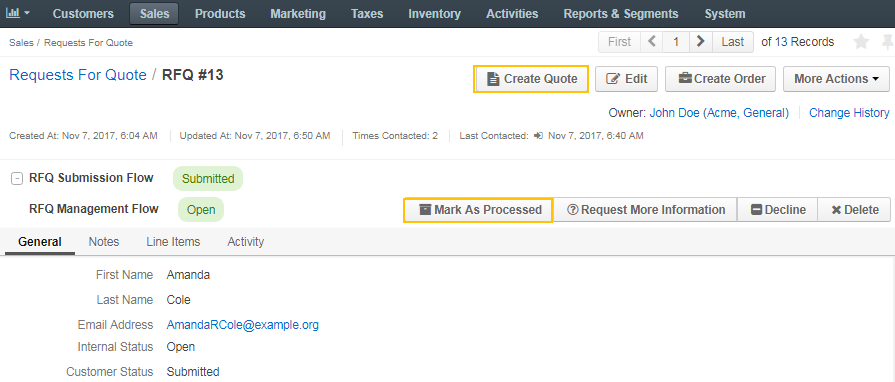 Customers Sales Products Marketing Taxes Inventory Activities Reports & Segments System
Sales / Requests For Quote First 1 Last of 13 Records
Requests For Quote / RFQ #13 Create Quote Edit Create Order More Actions
Owner: John Doe (Acme, General) Change History
Created At: Nov 7, 2017, 6:04 AM Updated At: Nov 7, 2017, 6:50 AM Times Contacted: 2 Last Contacted: Nov 7, 2017, 6:40 AM
RFQ Submission Flow Submitted
RFQ Management Flow Open Mark As Processed Request More Information Decline Delete
General Notes Line Items Activity
First Name Amanda
Last Name Cole
Email Address AmandaRCole@example.org
Internal Status Open
Customer Status Submitted